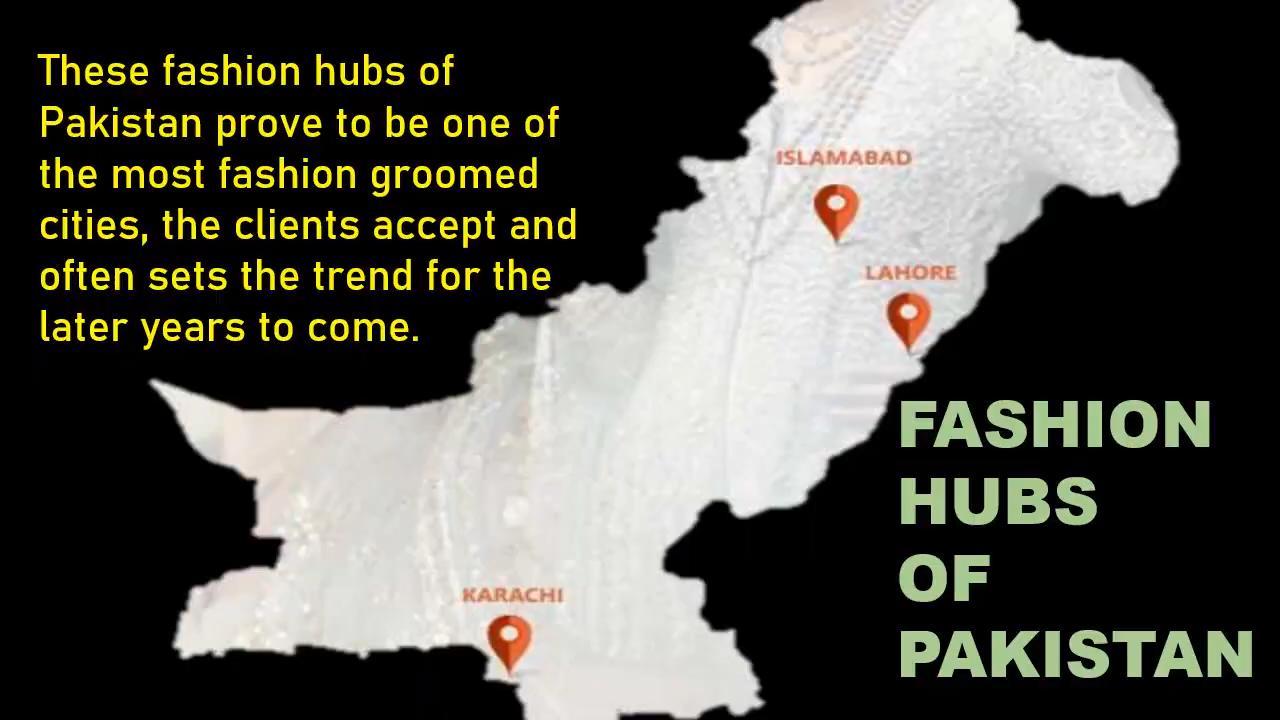 These fashion hubs of
Pakistan prove to be one of
the most fashion groomed
cities, the clients accept and
often sets the trend for the
later years to come.
ISLAMABAD
LAHORE
KARACHI
FASHION
HUBS
OF
PAKISTAN